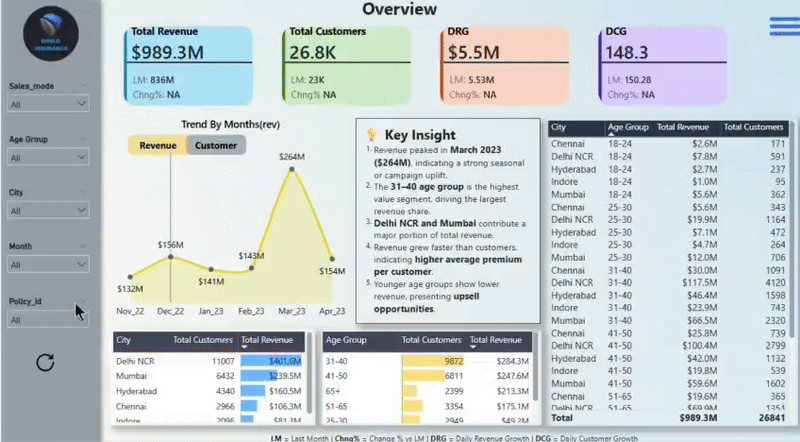 Overview
SHIELD
INSURANCE
Sales_mode
All
Age Group
All
City
All
Month
All
Policy_id
All
Total Revenue
$989.3M
LM: 836M
Chng%: NA
Total Customers
26.8K
LM: 23K
Chng%: NA
DRG
$5.5M
LM: 5.53M
Chng%: NA
DCG
148.3
LM: 150.28
Chng%: NA
Trend By Months(rev)
Revenue Customer
$264M
$156M
$143M
$132M
$141M
$154M
Nov_22 Dec_22 Jan_23 Feb_23 Mar_23 Apr_23
Key Insight
1. Revenue peaked in March 2023
($264M), indicating a strong seasonal
or campaign uplift.
2. The 31–40 age group is the highest
value segment, driving the largest
revenue share.
3. Delhi NCR and Mumbai contribute a
major portion of total revenue.
4. Revenue grew faster than customers,
indicating higher average premium
per customer.
5. Younger age groups show lower
revenue, presenting upsell
opportunities.
City Age Group Total Revenue Total Customers
Chennai 18-24 $2.6M 171
Delhi NCR 18-24 $7.8M 591
Hyderabad 18-24 $2.7M 237
Indore 18-24 $1.0M 95
Mumbai 18-24 $5.6M 362
Chennai 25-30 $5.6M 343
Delhi NCR 25-30 $19.9M 1164
Hyderabad 25-30 $7.1M 472
Indore 25-30 $4.7M 264
Mumbai 25-30 $12.0M 706
Chennai 31-40 $30.0M 1091
Delhi NCR 31-40 $117.5M 4120
Hyderabad 31-40 $46.4M 1598
Indore 31-40 $23.9M 743
Mumbai 31-40 $66.5M 2320
Chennai 41-50 $25.8M 739
Delhi NCR 41-50 $100.4M 2799
Hyderabad 41-50 $42.0M 1132
Indore 41-50 $19.8M 539
Mumbai 41-50 $59.6M 1602
Chennai 51-65 $19.6M 365
Delhi NCR 51-65 $69.9M 1351
Total $989.3M 26841
City Total Customers Total Revenue
Delhi NCR 11007 $401.6M
Mumbai 6432 $239.5M
Hyderabad 4340 $160.5M
Chennai 2966 $106.3M
Indore 2096 $81.3M
Age Group Total Customers Total Revenue
31-40 9872 $284.3M
41-50 6811 $247.6M
65+ 2399 $213.3M
51-65 3354 $175.1M
25-30 2949 $49.2M
LM = Last Month | Chng% = Change % vs LM | DRG = Daily Revenue Growth | DCG = Daily Customer Growth